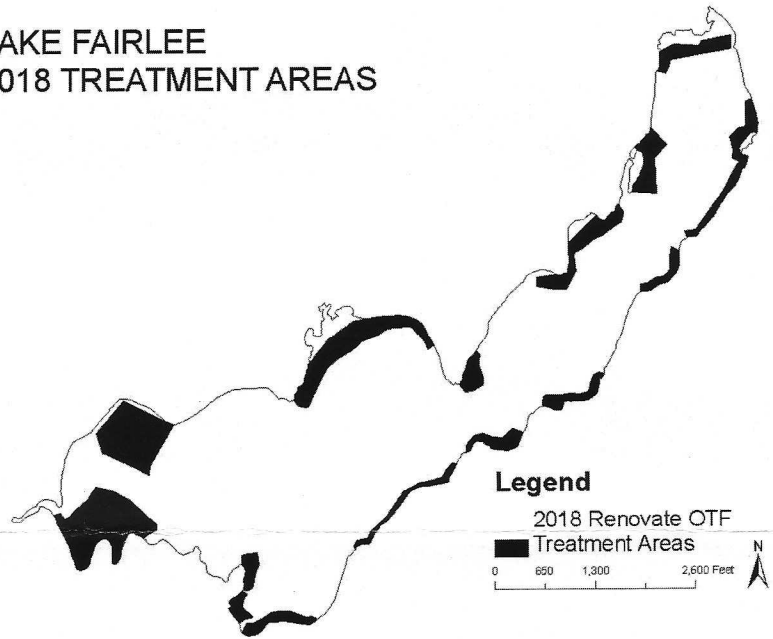 AKE FAIRLEE
018 TREATMENT AREAS
Legend
2018 Renovate OTF
Treatment Areas
0 650 1,300 2,600 Feet
N